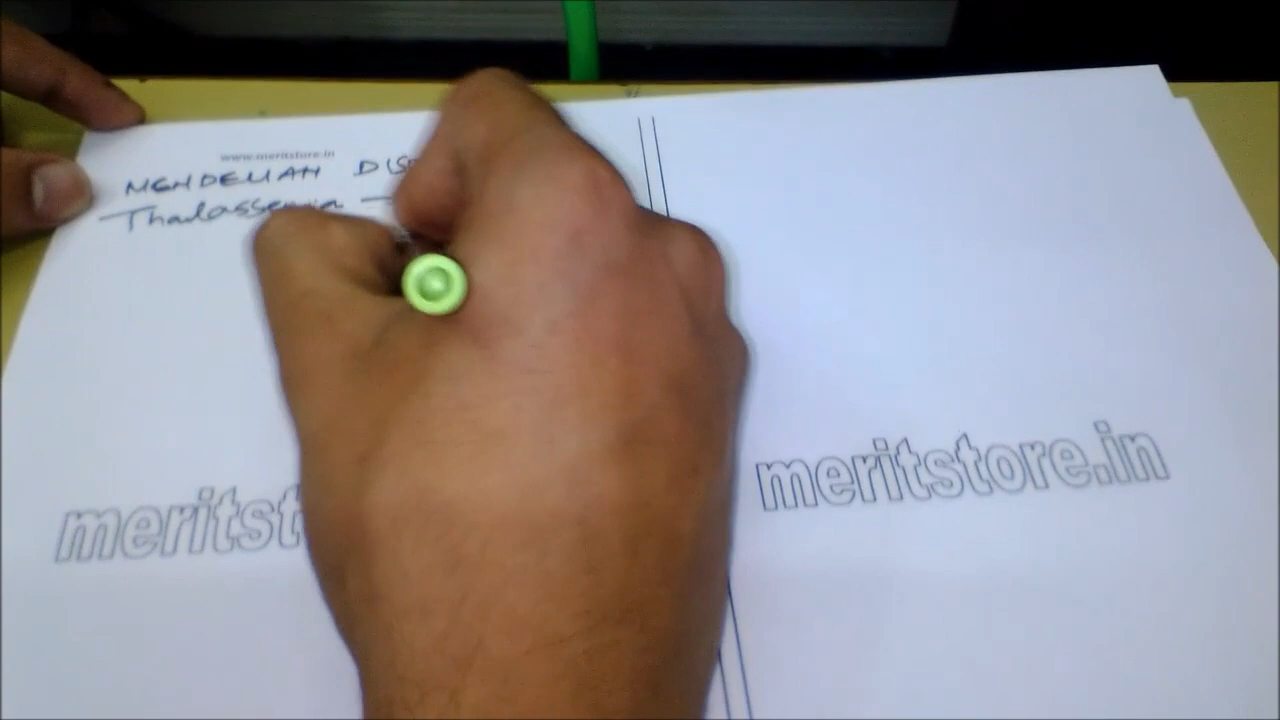 www.meritstore.in
MENDELIAN DIS
Thalassemia —
meritst
meritstore.in